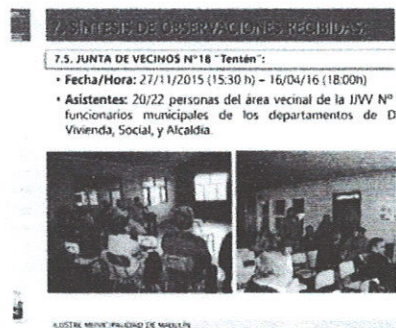 7. SÍNTESIS DE OBSERVACIONES RECIBIDAS:
7.5. JUNTA DE VECINOS N°18 "Tentén":
• Fecha/Hora: 27/11/2015 (15:30 h) – 16/04/16 (18:00h)
• Asistentes: 20/22 personas del área vecinal de la JJVV Nº
funcionarios municipales de los departamentos de D
Vivienda, Social, y Alcaldía.
ILUSTRE MUNICIPALIDAD DE MAULLÍN